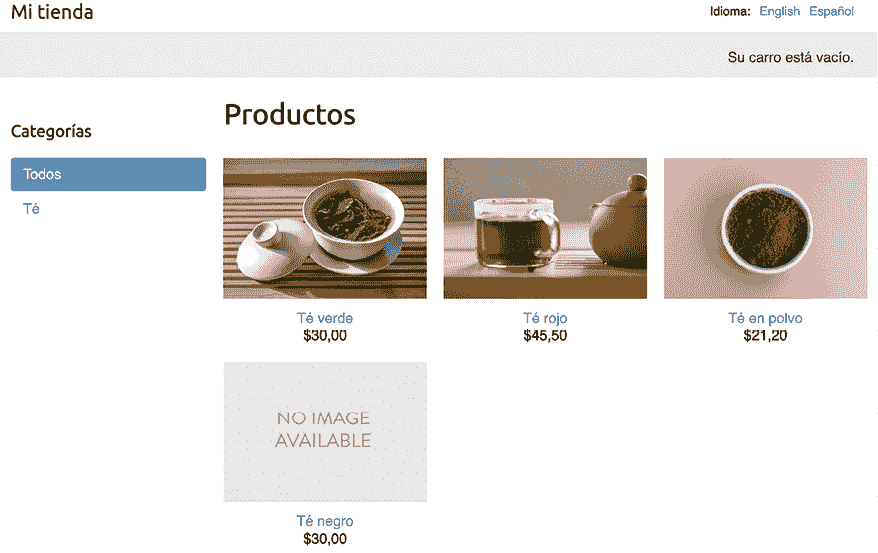 Mi tienda
Idioma: English Español
Su carro está vacío.
Categorías
Todos
Té
Productos
Té verde
$30,00
Té rojo
$45,50
Té en polvo
$21,20
NO IMAGE
AVAILABLE
Té negro
$30,00